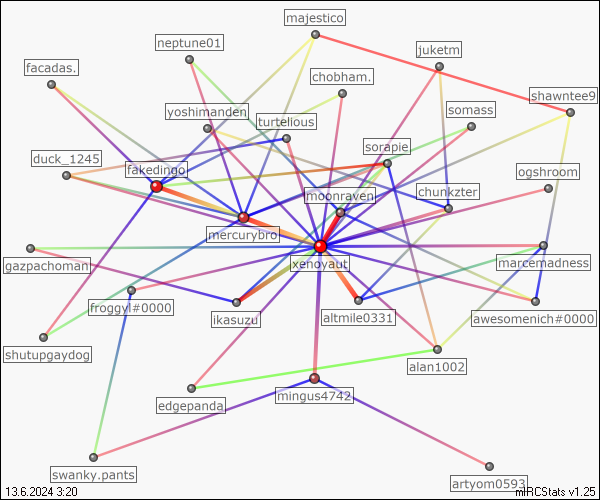 majestico
neptune01
juketm
facadas.
chobham.
shawntee9
yoshimanden
somass
turtelious
sorapie
duck_1245
fakedingo
ogshroom
chunkzter
moonraven
mercurybro
xenoyaut
marcemadness
gazpachoman
froggyl#0000
ikasuzu
altmile0331
awesomenich#0000
shutupgaydog
alan1002
edgepanda
mingus4742
swanky.pants
artyom0593
13.6.2024 3:20
mIRCStats v1.25